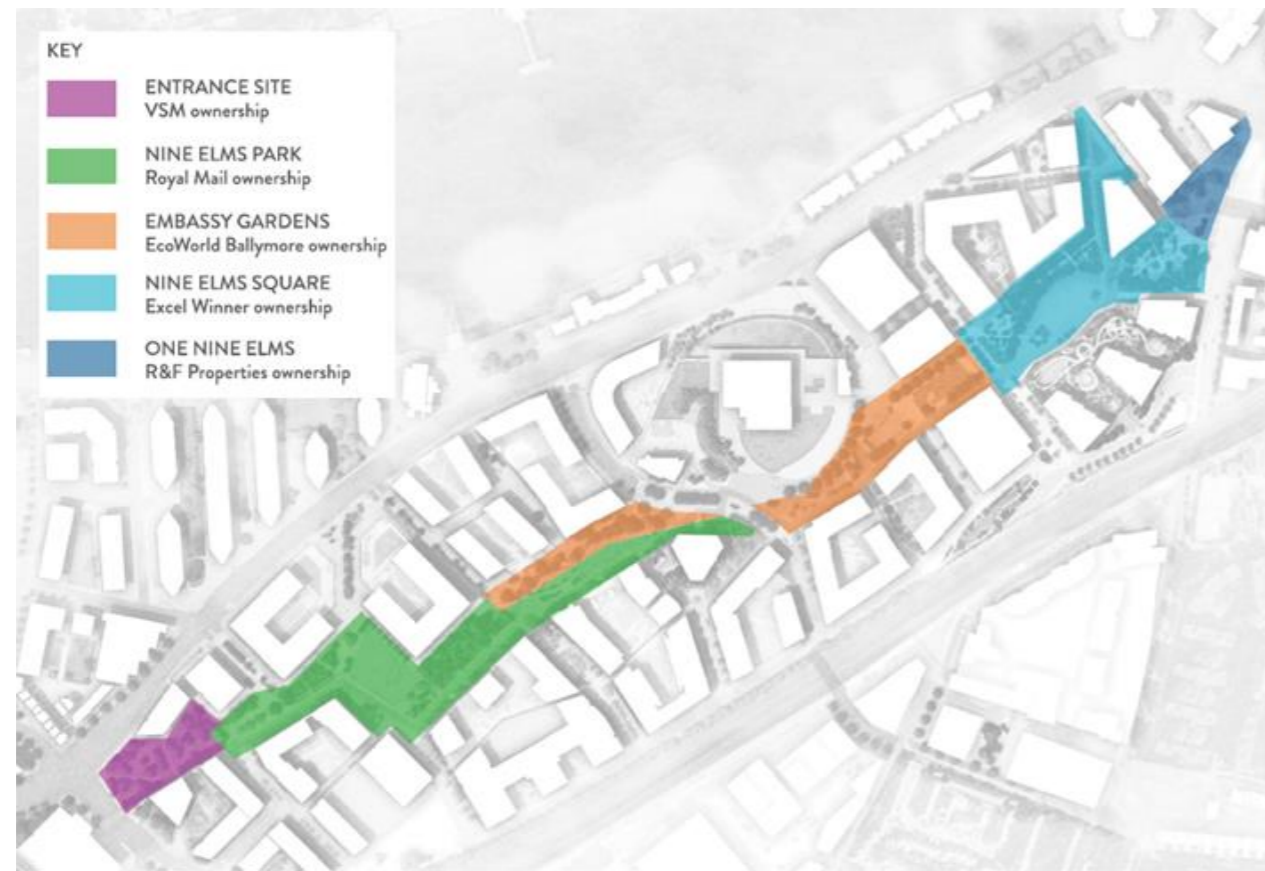 KEY
ENTRANCE SITE
VSM ownership
NINE ELMS PARK
Royal Mail ownership
EMBASSY GARDENS
EcoWorld Ballymore ownership
NINE ELMS SQUARE
Excel Winner ownership
ONE NINE ELMS
R&F Properties ownership